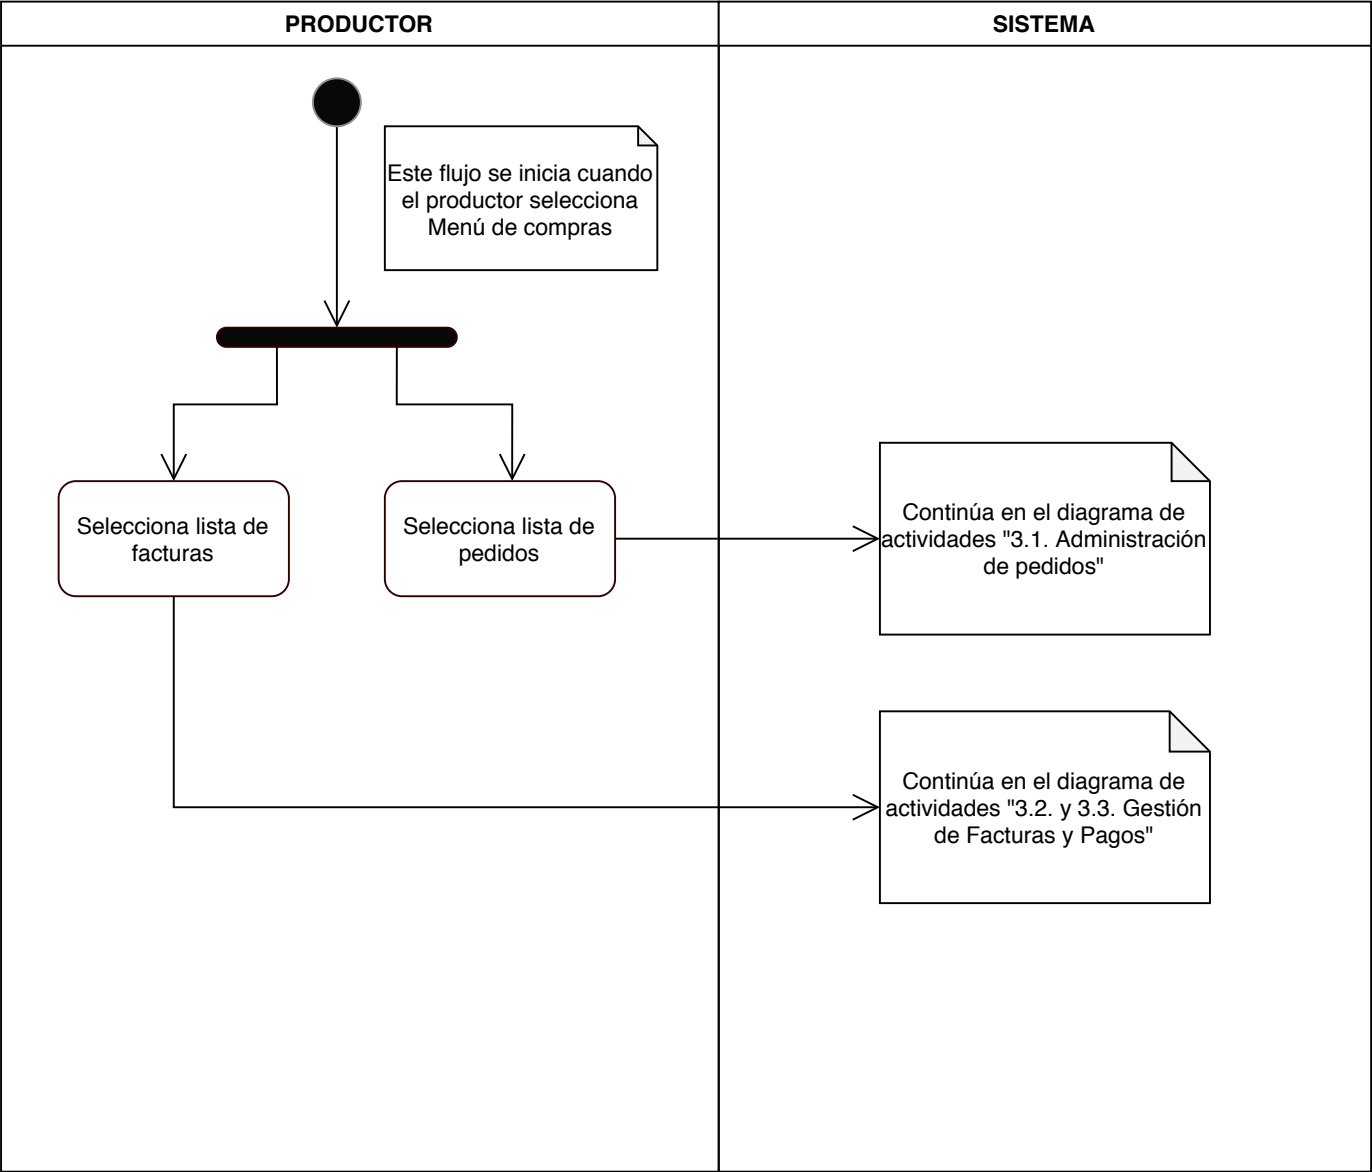 PRODUCTOR
SISTEMA
Este flujo se inicia cuando
el productor selecciona
Menú de compras
Selecciona lista de
facturas
Selecciona lista de
pedidos
Continúa en el diagrama de
actividades "3.1. Administración
de pedidos"
Continúa en el diagrama de
actividades "3.2. y 3.3. Gestión
de Facturas y Pagos"